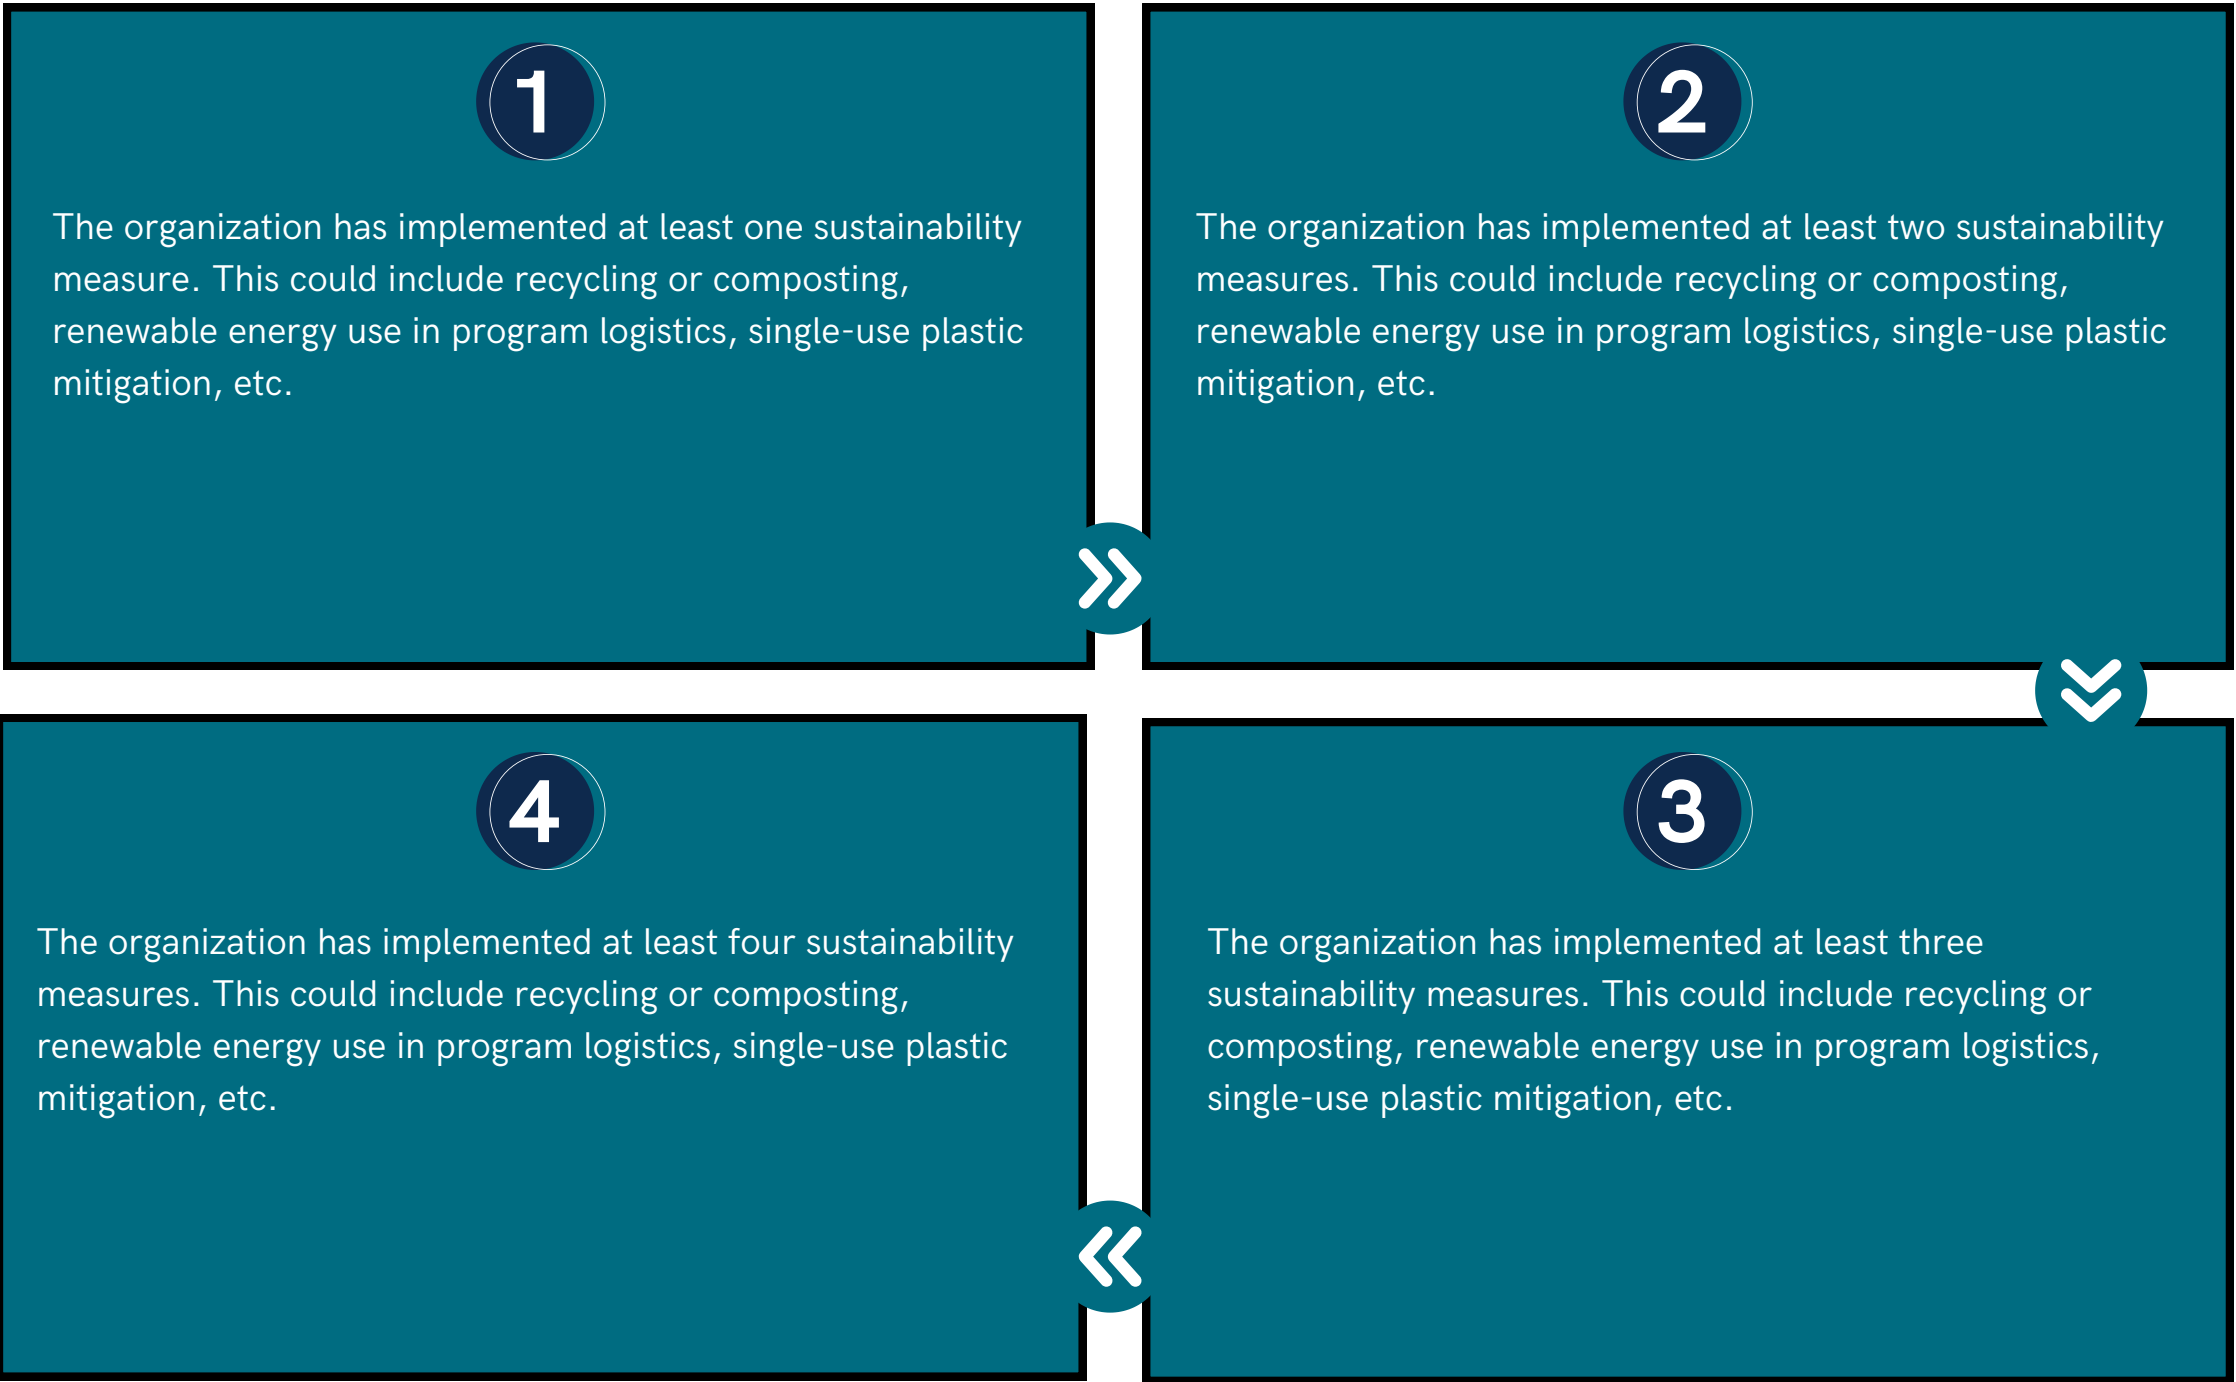 1
The organization has implemented at least one sustainability
measure. This could include recycling or composting,
renewable energy use in program logistics, single-use plastic
mitigation, etc.
2
The organization has implemented at least two sustainability
measures. This could include recycling or composting,
renewable energy use in program logistics, single-use plastic
mitigation, etc.
3
The organization has implemented at least three
sustainability measures. This could include recycling or
composting, renewable energy use in program logistics,
single-use plastic mitigation, etc.
4
The organization has implemented at least four sustainability
measures. This could include recycling or composting,
renewable energy use in program logistics, single-use plastic
mitigation, etc.